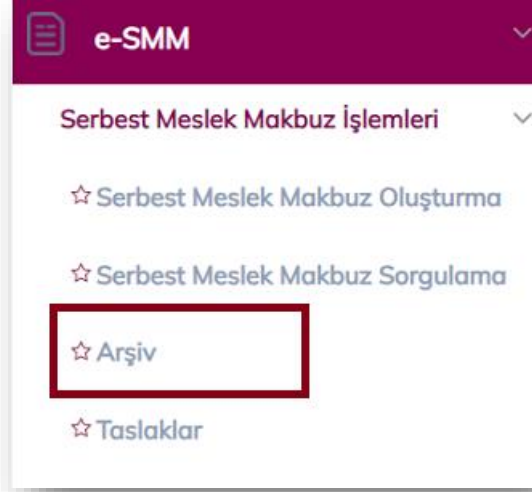 e-SMM
Serbest Meslek Makbuz İşlemleri
Serbest Meslek Makbuz Oluşturma
Serbest Meslek Makbuz Sorgulama
Arşiv
Taslaklar